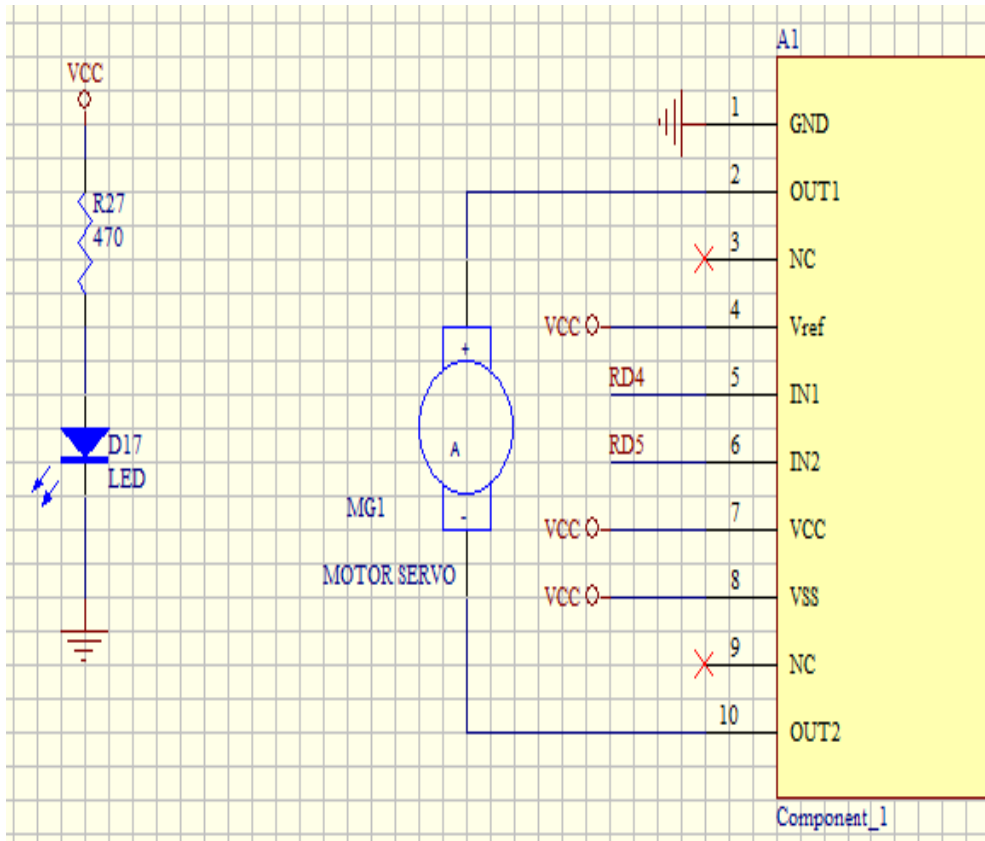 A1
VCC
1
GND
2
OUT1
R27
470
3
NC
VCC
4
Vref
+
RD4
5
IN1
A
D17
LED
RD5
6
IN2
MG1
-
VCC
7
VCC
MOTOR SERVO
VCC
8
VSS
9
NC
10
OUT2
Component_1